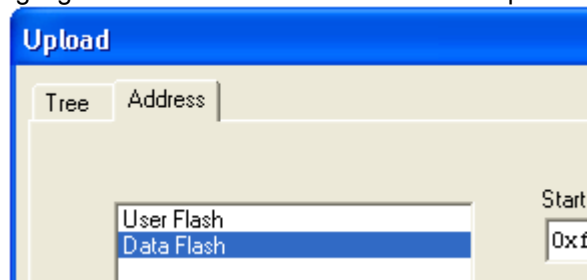 Upload
Tree Address
Start
User Flash
0xf
Data Flash